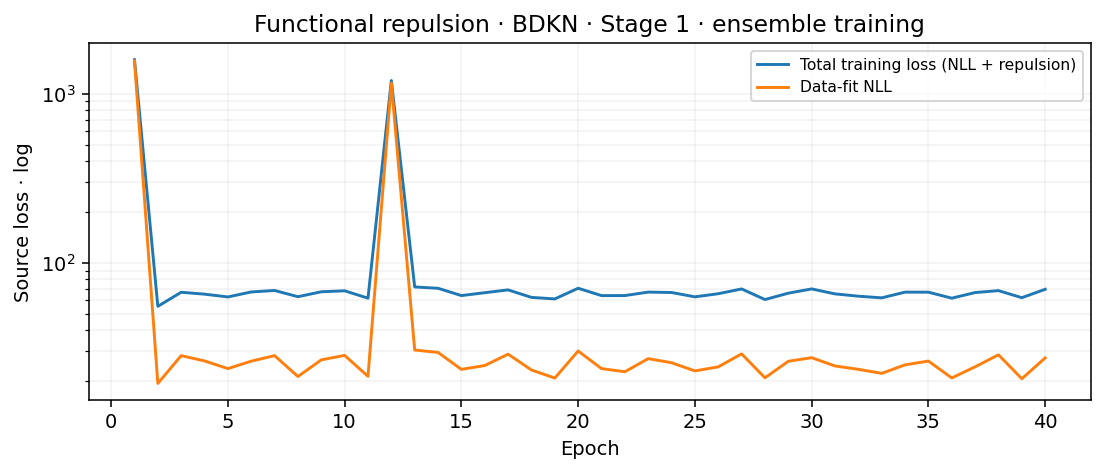 Functional repulsion · BDKN · Stage 1 · ensemble training
Total training loss (NLL + repulsion)
Data-fit NLL
Source loss · log
10³
10²
0 5 10 15 20 25 30 35 40
Epoch